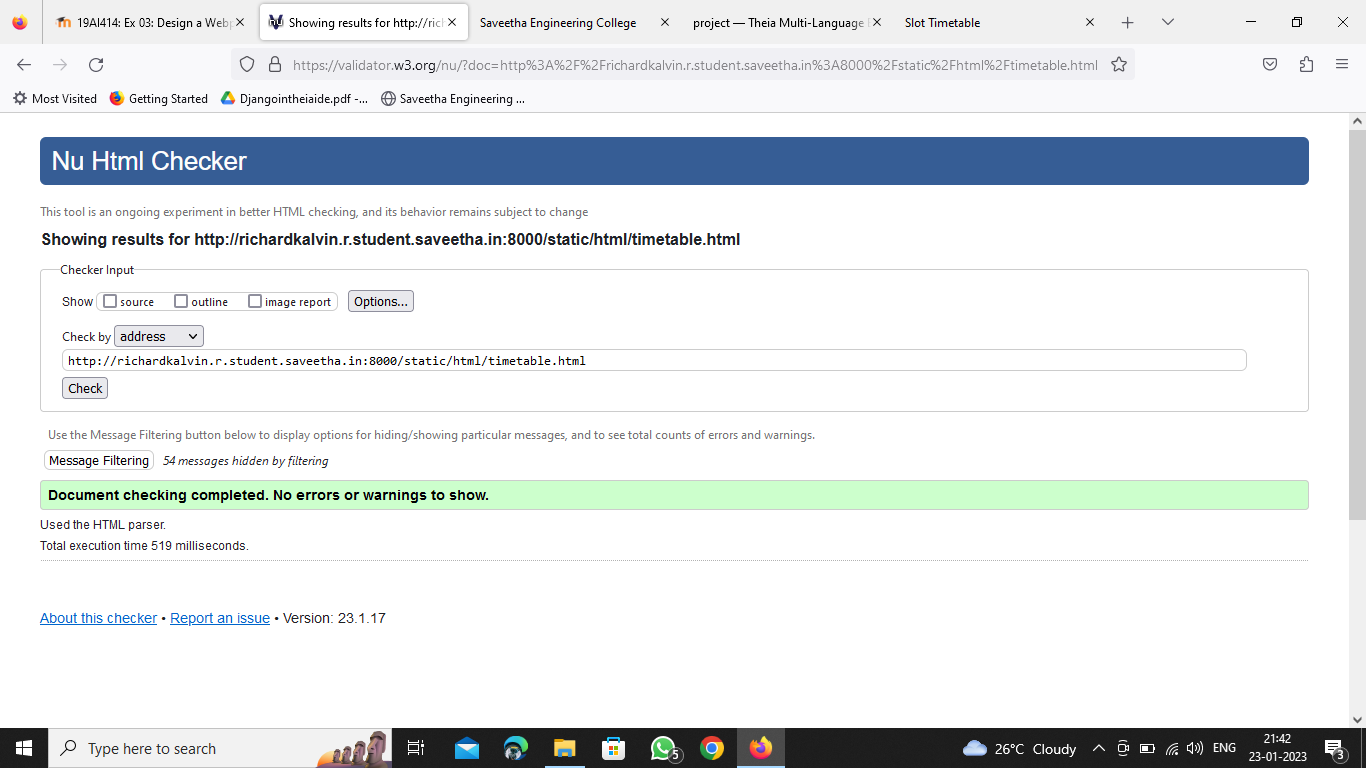 19AI414: Ex 03: Design a Webp
Showing results for http://rich
Saveetha Engineering College
project — Theia Multi-Language
Slot Timetable
https://validator.w3.org/nu/?doc=http%3A%2F%2Frichardkalvin.r.student.saveetha.in%3A8000%2Fstatic%2Fhtml%2Ftimetable.html
Most Visited
Getting Started
Djangointheiaide.pdf -...
Saveetha Engineering ...
Nu Html Checker
This tool is an ongoing experiment in better HTML checking, and its behavior remains subject to change
Showing results for http://richardkalvin.r.student.saveetha.in:8000/static/html/timetable.html
Checker Input
Show source outline image report Options...
Check by address
http://richardkalvin.r.student.saveetha.in:8000/static/html/timetable.html
Check
Use the Message Filtering button below to display options for hiding/showing particular messages, and to see total counts of errors and warnings.
Message Filtering 54 messages hidden by filtering
Document checking completed. No errors or warnings to show.
Used the HTML parser.
Total execution time 519 milliseconds.
About this checker • Report an issue • Version: 23.1.17
Type here to search
5
26°C Cloudy
ENG
21:42
23-01-2023
3